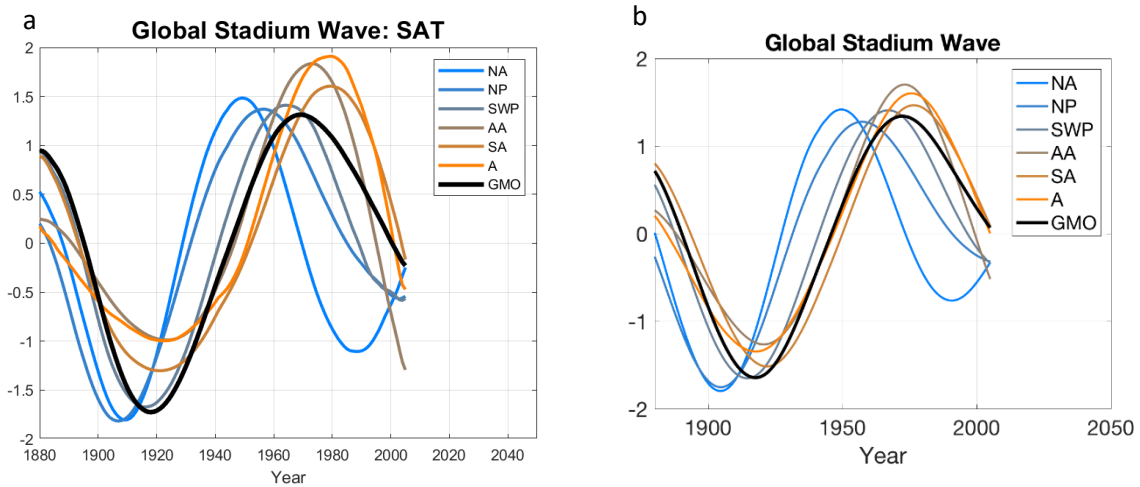 a
Global Stadium Wave: SAT
2
1.5
1
0.5
0
-0.5
-1
-1.5
-2
NA
NP
SWP
AA
SA
A
GMO
1880 1900 1920 1940 1960 1980 2000 2020 2040
Year
b
Global Stadium Wave
2
1
0
-1
-2
NA
NP
SWP
AA
SA
A
GMO
1900 1950 2000 2050
Year